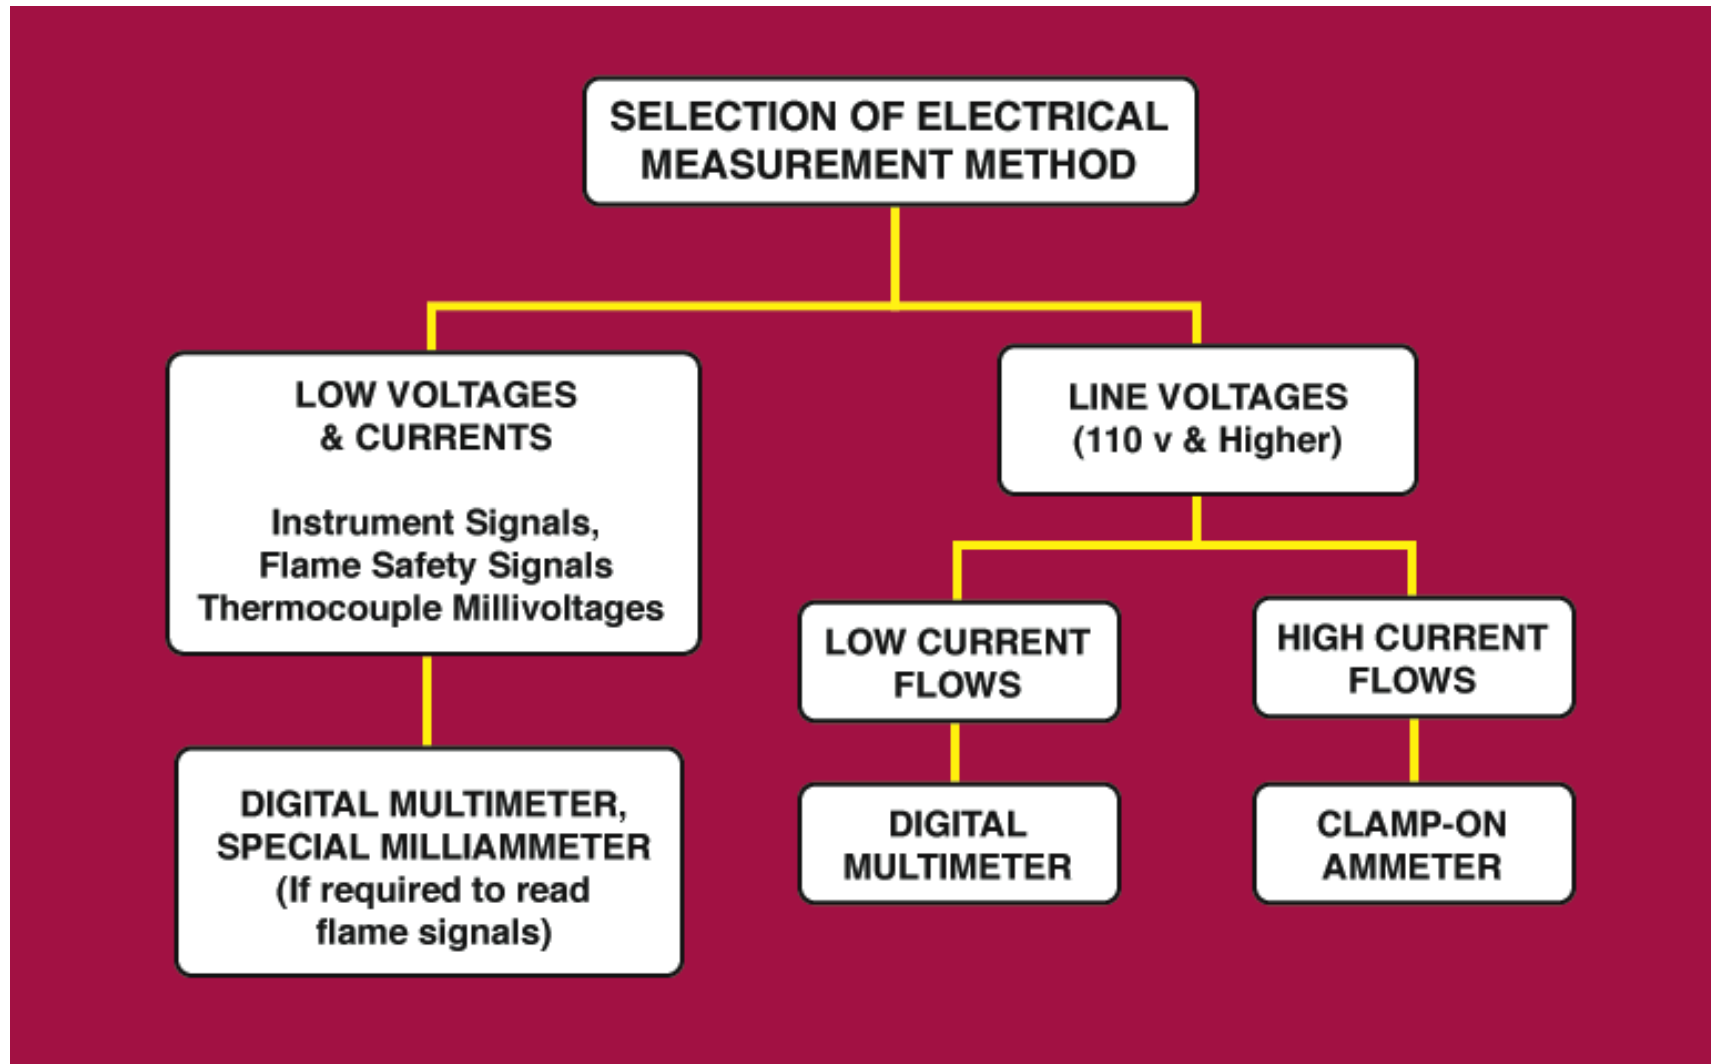 SELECTION OF ELECTRICAL
MEASUREMENT METHOD
LOW VOLTAGES
& CURRENTS
Instrument Signals,
Flame Safety Signals
Thermocouple Millivoltages
DIGITAL MULTIMETER,
SPECIAL MILLIAMMETER
(If required to read
flame signals)
LINE VOLTAGES
(110 v & Higher)
LOW CURRENT
FLOWS
DIGITAL
MULTIMETER
HIGH CURRENT
FLOWS
CLAMP-ON
AMMETER